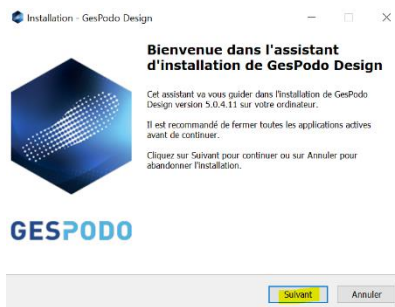 Installation - GesPodo Design
Bienvenue dans l'assistant
d'installation de GesPodo Design
Cet assistant va vous guider dans l'installation de GesPodo
Design version 5.0.4.11 sur votre ordinateur.
Il est recommandé de fermer toutes les applications actives
avant de continuer.
Cliquez sur Suivant pour continuer ou sur Annuler pour
abandonner l'installation.
GESPODO
Suivant Annuler